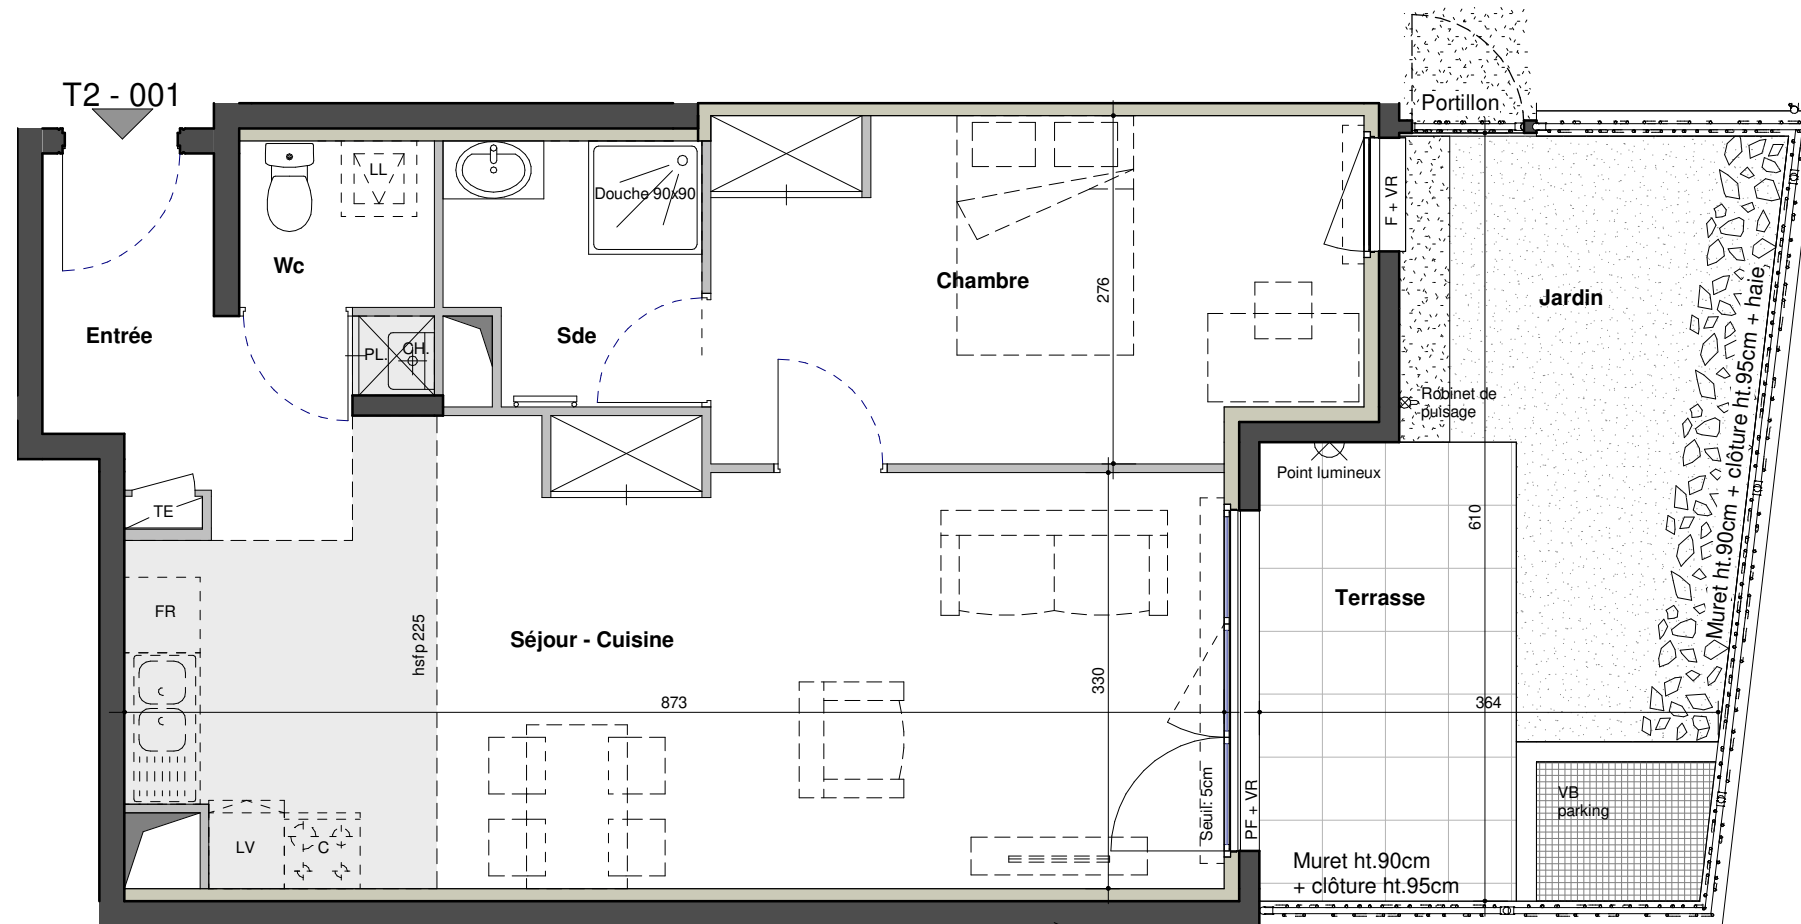 T2 - 001
Portillon
LL
Douche 90x90
F + VR
Wc
Chambre
276
Jardin
Entrée
PL.
CH.
Sde
Robinet de
puisage
Muret ht.90cm + clôture ht.95cm + haie
Point lumineux
TE
610
FR
hsfp 225
Séjour - Cuisine
Terrasse
330
873
364
Seuil: 5cm
PF + VR
VB
parking
LV
C
Muret ht.90cm
+ clôture ht.95cm